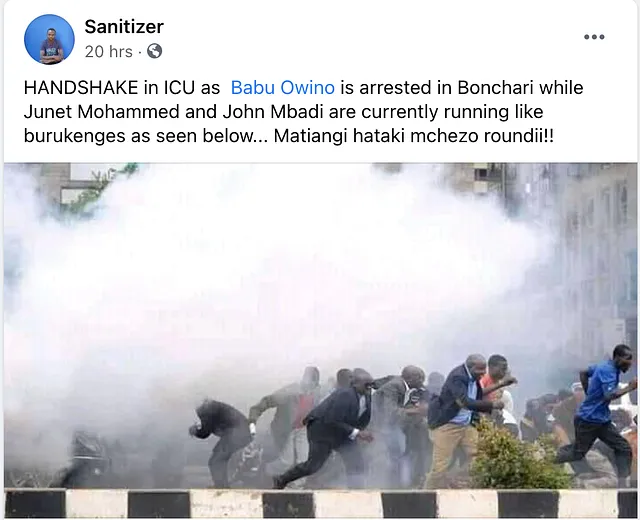 Sanitizer
20 hrs ·
HANDSHAKE in ICU as Babu Owino is arrested in Bonchari while
Junet Mohammed and John Mbadi are currently running like
burukenges as seen below... Matiangi hataki mchezo roundii!!